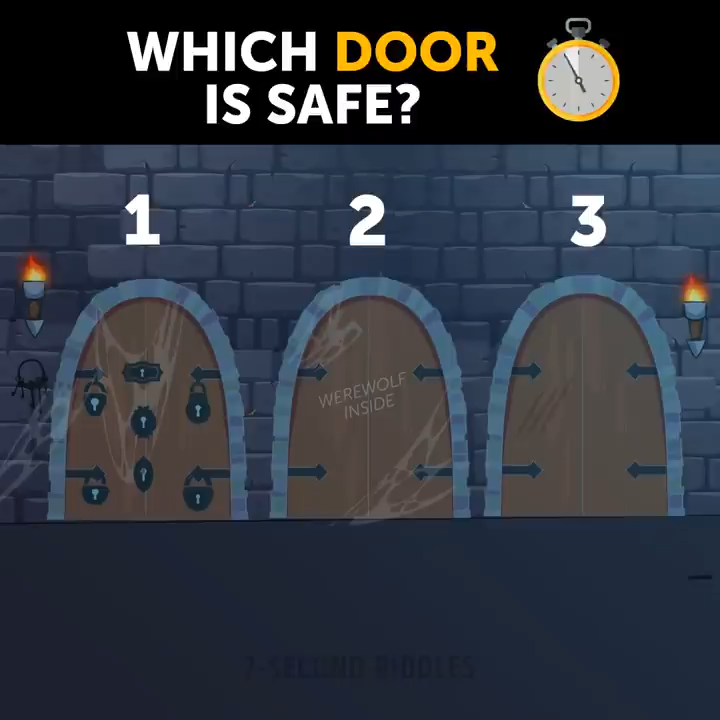 WHICH DOOR
IS SAFE?
1 2 3
WEREWOLF
INSIDE
7-SECOND RIDDLES